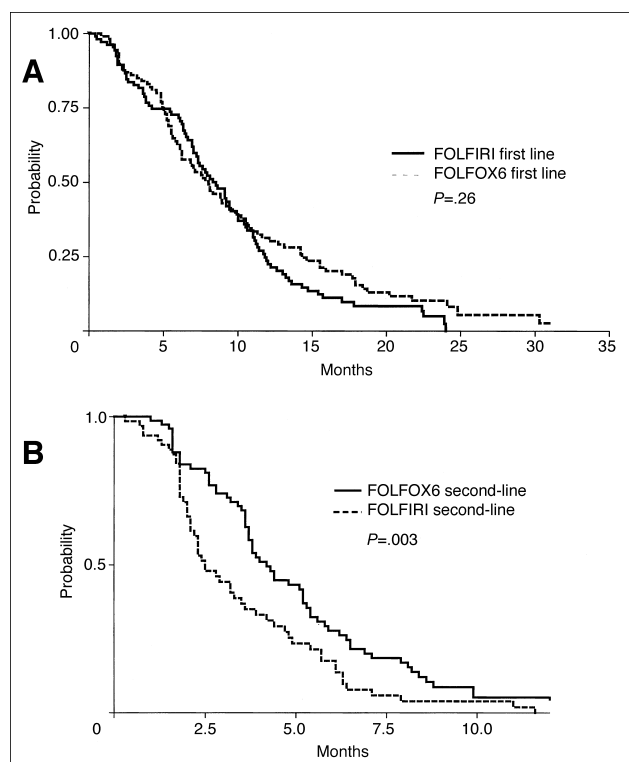 A
1.00
0.75
0.50
0.25
0
Probability
FOLFIRI first line
FOLFOX6 first line
P=.26
5
10
15
20
25
30
35
Months
B
1.0
0.5
Probability
FOLFOX6 second-line
FOLFIRI second-line
P=.003
0
2.5
5.0
7.5
10.0
Months